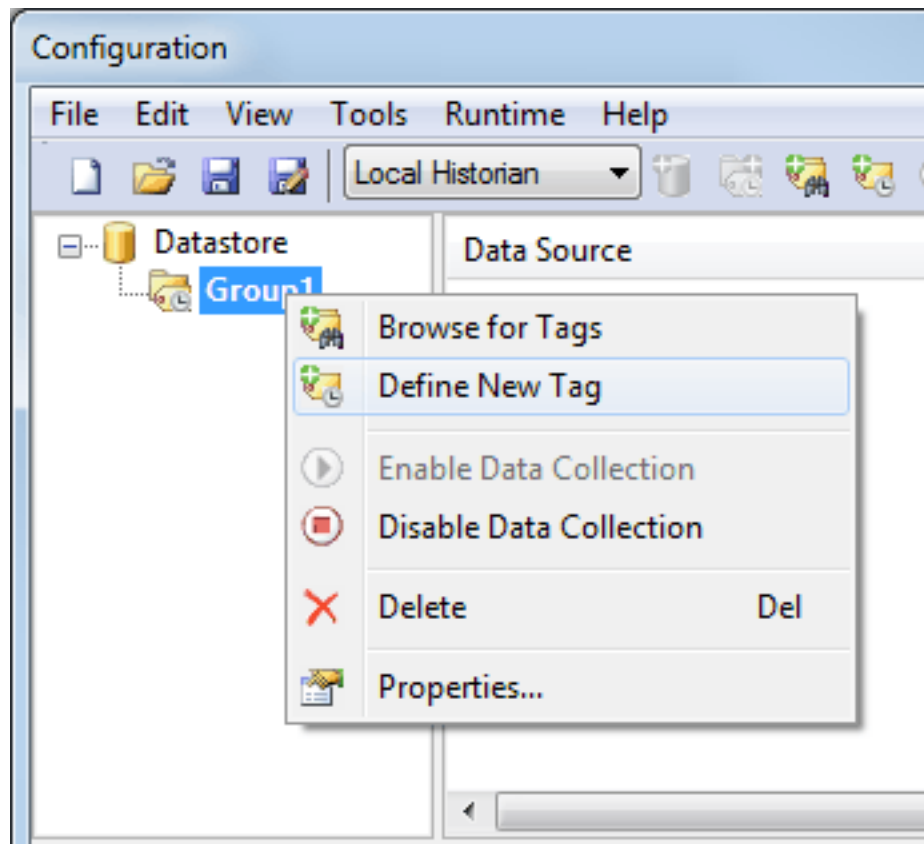 Configuration
File Edit View Tools Runtime Help
Local Historian
Datastore
Data Source
Group1
Browse for Tags
Define New Tag
Enable Data Collection
Disable Data Collection
Delete Del
Properties...